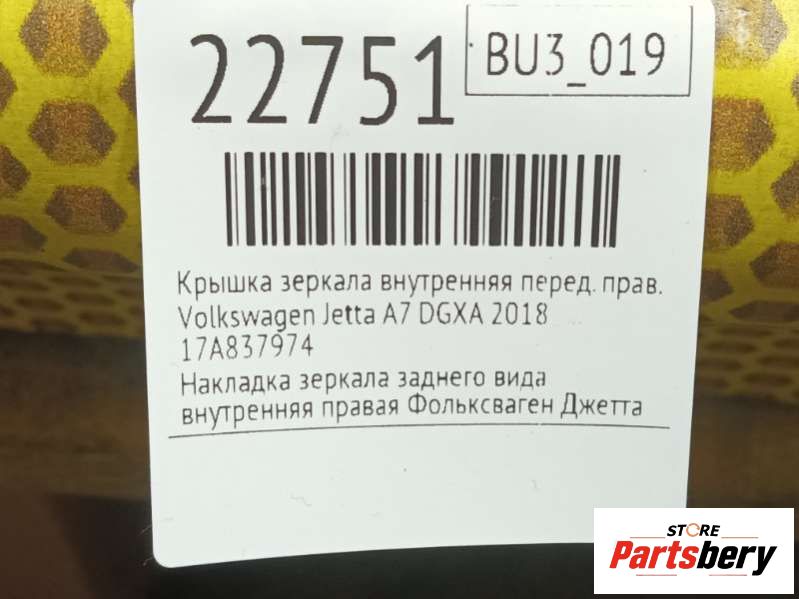 22751
BU3_019
Крышка зеркала внутренняя перед. прав.
Volkswagen Jetta A7 DGXA 2018
17A837974
Накладка зеркала заднего вида
внутренняя правая Фольксваген Джетта
STORE
Partsbery